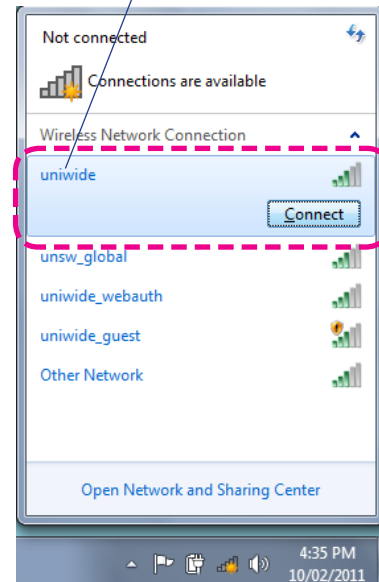 Not connected
Connections are available
Wireless Network Connection
uniwide
Connect
unsw_global
uniwide_webauth
uniwide_guest
Other Network
Open Network and Sharing Center
4:35 PM
10/02/2011